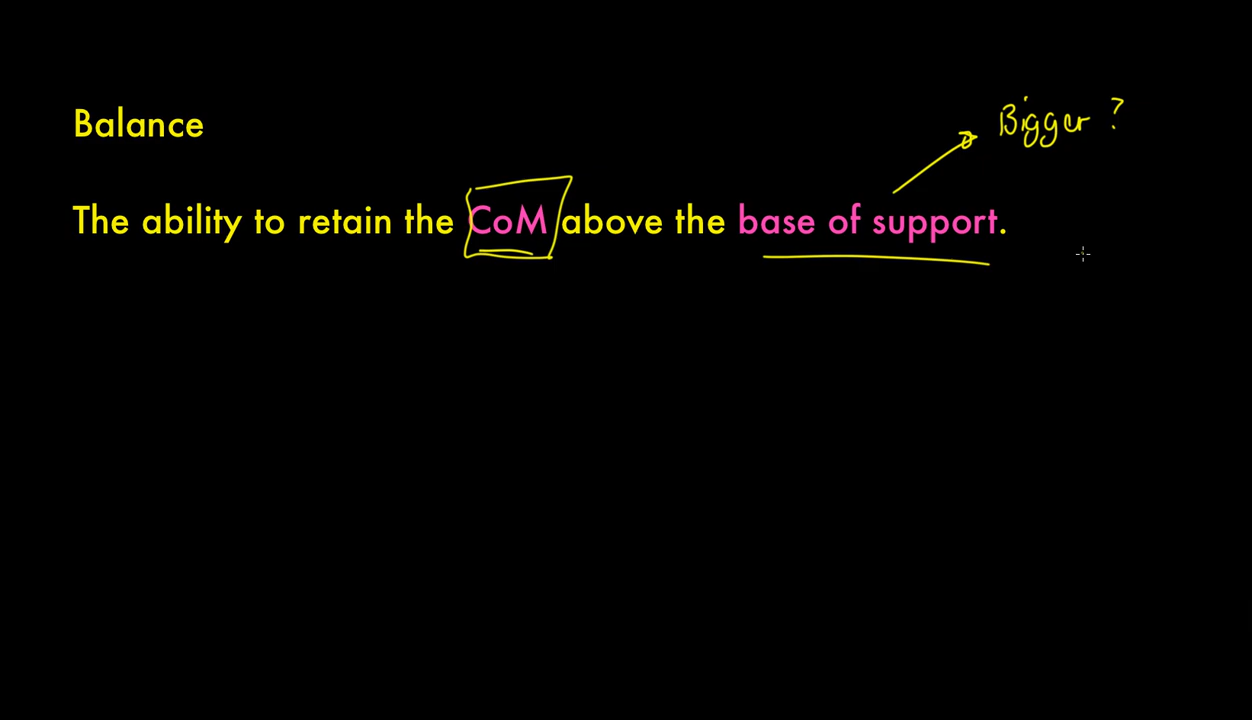 Balance
Bigger ?
The ability to retain the CoM above the base of support.